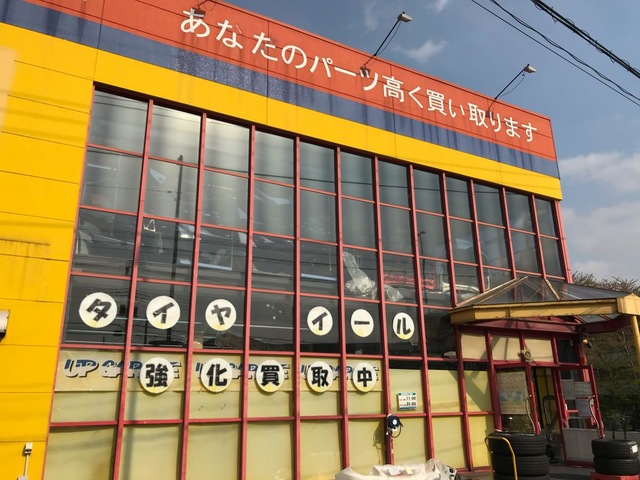 あなたのパーツ高く買い取ります
タイヤ イール
UP
強化買取中